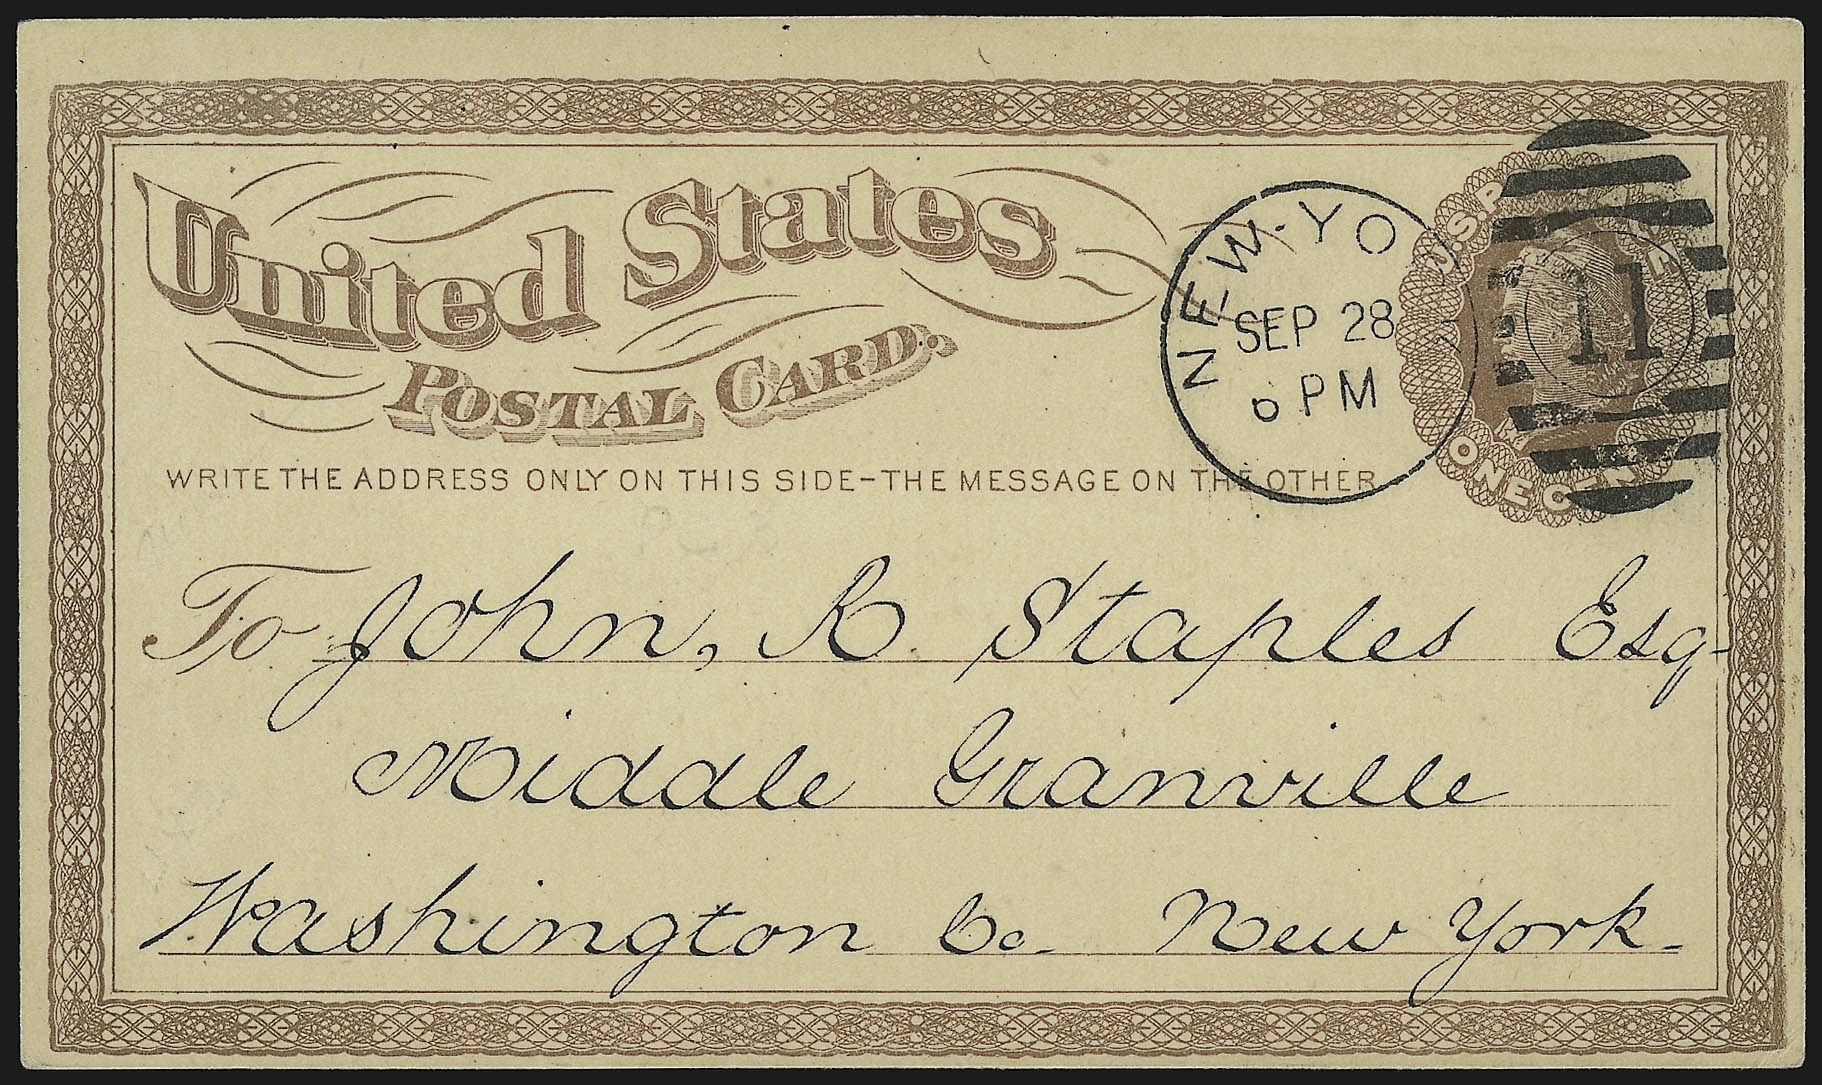 United States
POSTAL CARD.
NEW-YO
SEP 28
6 PM
U.S.P
11
ONE CENT
WRITE THE ADDRESS ONLY ON THIS SIDE-THE MESSAGE ON THE OTHER
To John, R Staples Esq-
Middle Granville
Washington Co. New York-